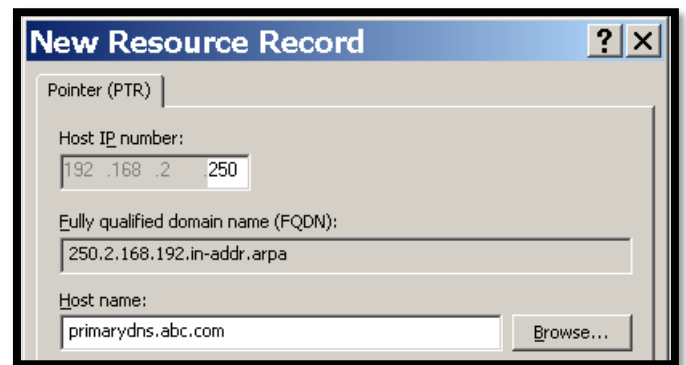 New Resource Record ? X
Pointer (PTR)
Host IP number:
192 .168 .2 .250
Fully qualified domain name (FQDN):
250.2.168.192.in-addr.arpa
Host name:
primarydns.abc.com Browse...